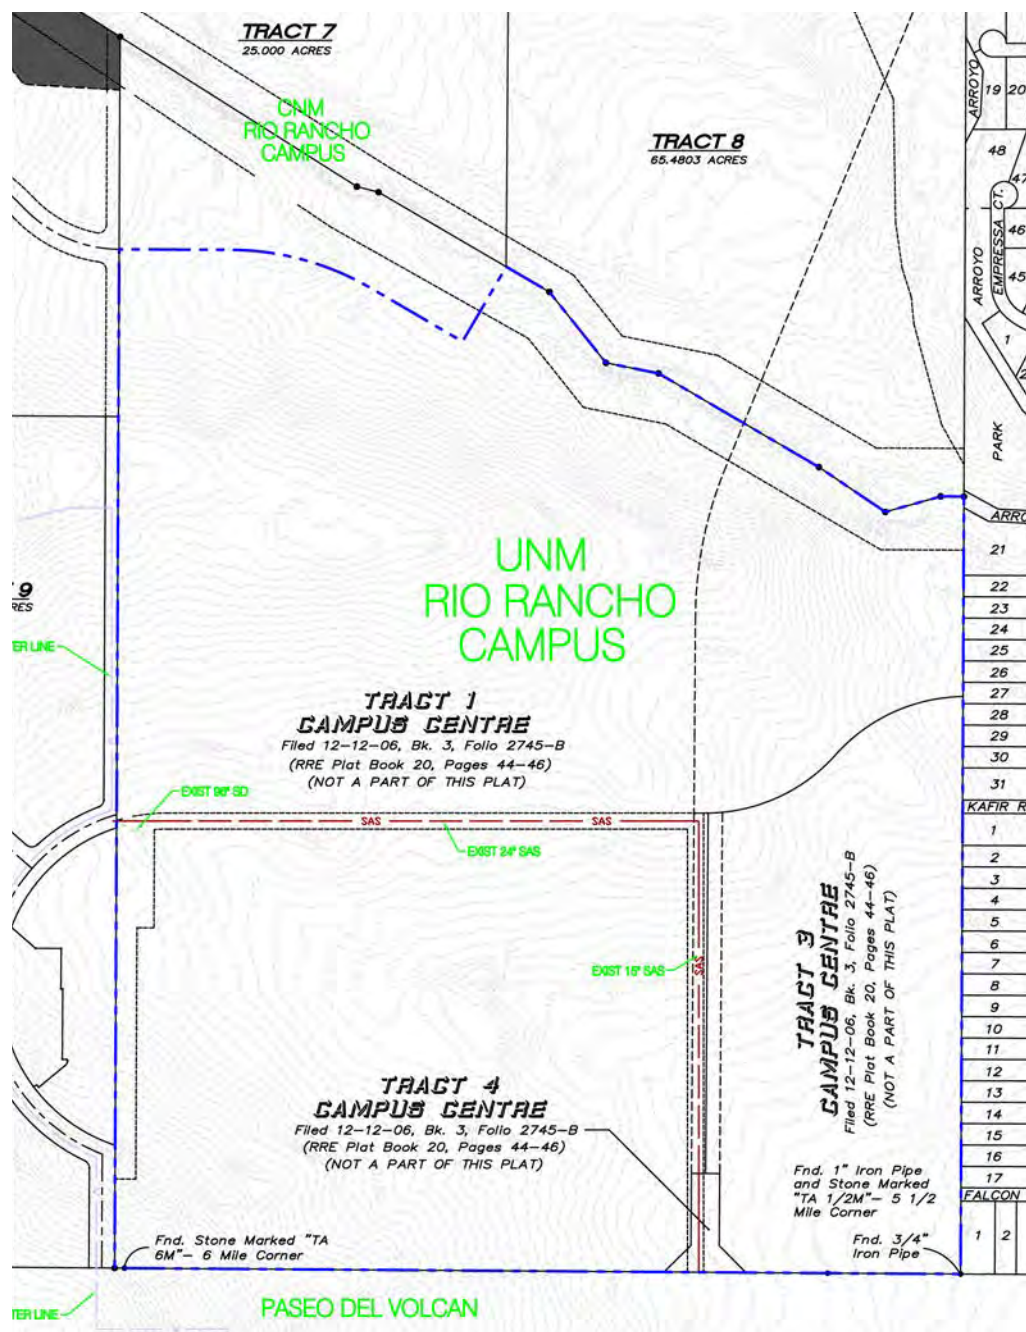 TRACT 7
25.000 ACRES
CNM
RIO RANCHO
CAMPUS
TRACT 8
65.4803 ACRES
ARROYO
19 20
48
47
EMPRESSA CT.
46
45
ARROYO
1
2
PARK
ARRO
21
22
23
24
25
26
27
28
29
30
31
KAFIR R
1
2
3
4
5
6
7
8
9
10
11
12
13
14
15
16
17
FALCON
1 2
9
RES
TER LINE
UNM
RIO RANCHO
CAMPUS
TRACT 1
CAMPUS CENTRE
Filed 12-12-06, Bk. 3, Folio 2745-B
(RRE Plat Book 20, Pages 44-46)
(NOT A PART OF THIS PLAT)
EXIST 96" SD
SAS SAS
EXIST 24" SAS
EXIST 15" SAS
SAS
TRACT 3
CAMPUS CENTRE
Filed 12-12-06, Bk. 3, Folio 2745-B
(RRE Plat Book 20, Pages 44-46)
(NOT A PART OF THIS PLAT)
TRACT 4
CAMPUS CENTRE
Filed 12-12-06, Bk. 3, Folio 2745-B
(RRE Plat Book 20, Pages 44-46)
(NOT A PART OF THIS PLAT)
Fnd. 1" Iron Pipe
and Stone Marked
"TA 1/2M"- 5 1/2
Mile Corner
Fnd. 3/4"
Iron Pipe
Fnd. Stone Marked "TA
6M"- 6 Mile Corner
TER LINE
PASEO DEL VOLCAN